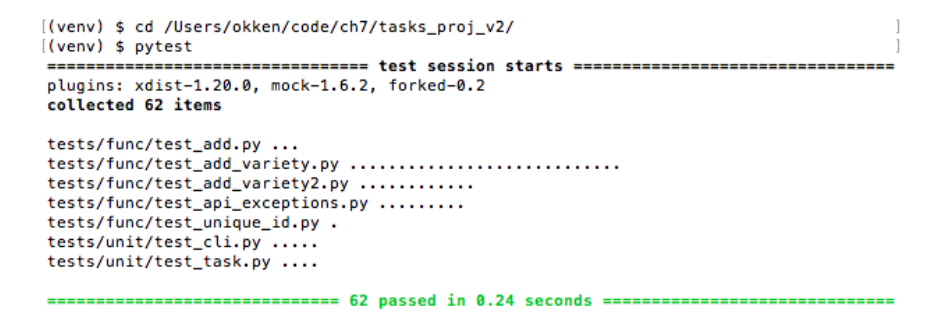 [(venv) $ cd /Users/okken/code/ch7/tasks_proj_v2/ ]
[(venv) $ pytest ]
================================= test session starts =================================
plugins: xdist-1.20.0, mock-1.6.2, forked-0.2
collected 62 items
tests/func/test_add.py ...
tests/func/test_add_variety.py ............................
tests/func/test_add_variety2.py ............
tests/func/test_api_exceptions.py .........
tests/func/test_unique_id.py .
tests/unit/test_cli.py .....
tests/unit/test_task.py ....
============================== 62 passed in 0.24 seconds ==============================